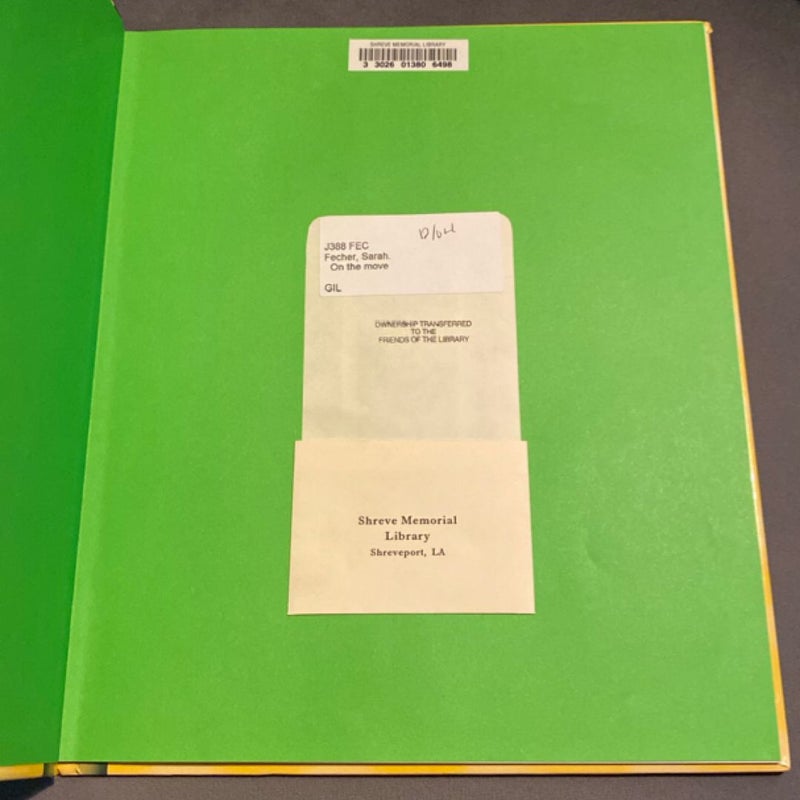 SHREVE MEMORIAL LIBRARY
3 3026 01380 6498
J388 FEC
Fecher, Sarah.
On the move
GIL
OWNERSHIP TRANSFERRED
TO THE
FRIENDS OF THE LIBRARY
Shreve Memorial
Library
Shreveport, LA